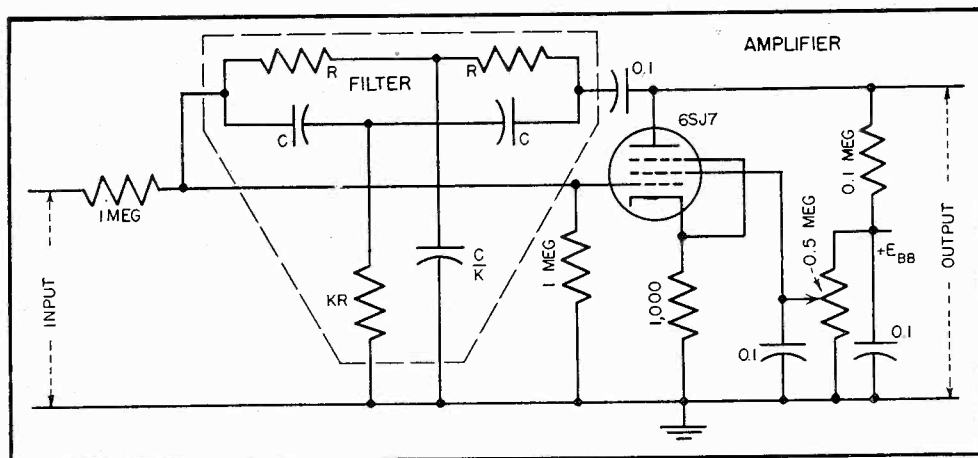 AMPLIFIER
R
FILTER
R
0.1
C
C
6SJ7
0.1 MEG
1 MEG
INPUT
KR
C
K
1 MEG
1,000
0.1
0.5 MEG
+EBB
0.1
OUTPUT